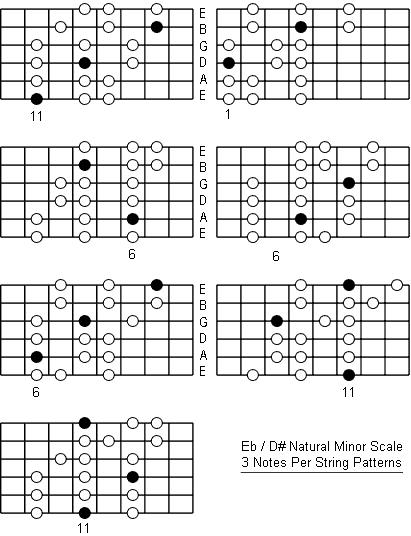 E
B
G
D
A
E
11
1
E
B
G
D
A
E
6
6
E
B
G
D
A
E
6
11
Eb / D# Natural Minor Scale
3 Notes Per String Patterns
11